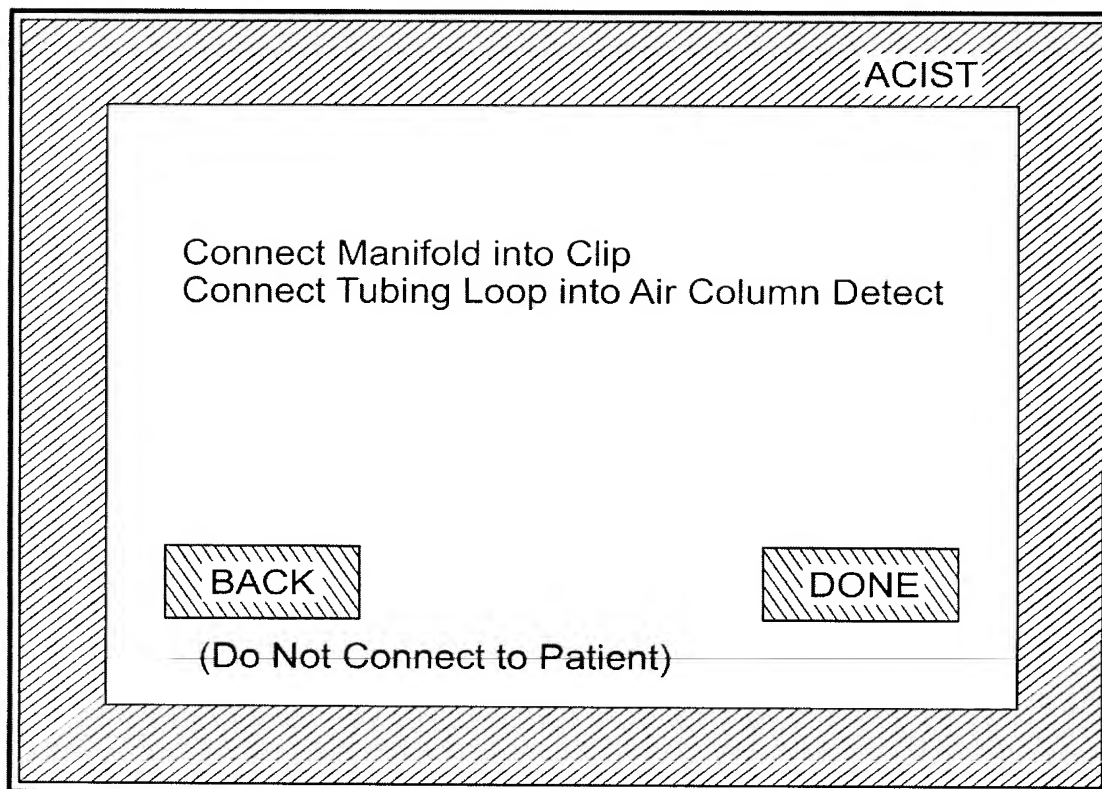 ACIST
Connect Manifold into Clip
Connect Tubing Loop into Air Column Detect
BACK
DONE
(Do Not Connect to Patient)